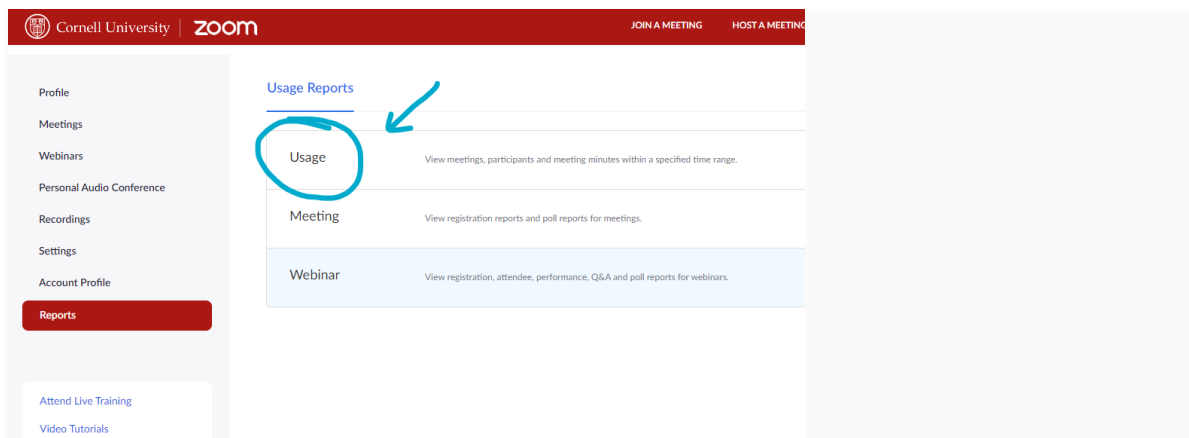 Cornell University | zoom
JOIN A MEETING
HOST A MEETING
Profile
Meetings
Webinars
Personal Audio Conference
Recordings
Settings
Account Profile
Reports
Attend Live Training
Video Tutorials
Usage Reports
Usage
View meetings, participants and meeting minutes within a specified time range.
Meeting
View registration reports and poll reports for meetings.
Webinar
View registration, attendee, performance, Q&A and poll reports for webinars.